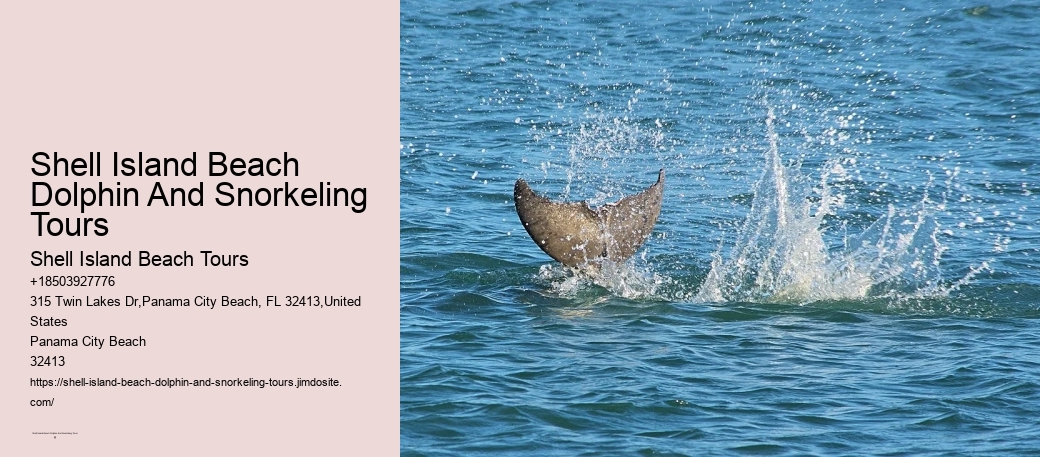 Shell Island Beach
Dolphin And Snorkeling
Tours
Shell Island Beach Tours
+18503927776
315 Twin Lakes Dr,Panama City Beach, FL 32413,United
States
Panama City Beach
32413
https://shell-island-beach-dolphin-and-snorkeling-tours.jimdosite.
com/